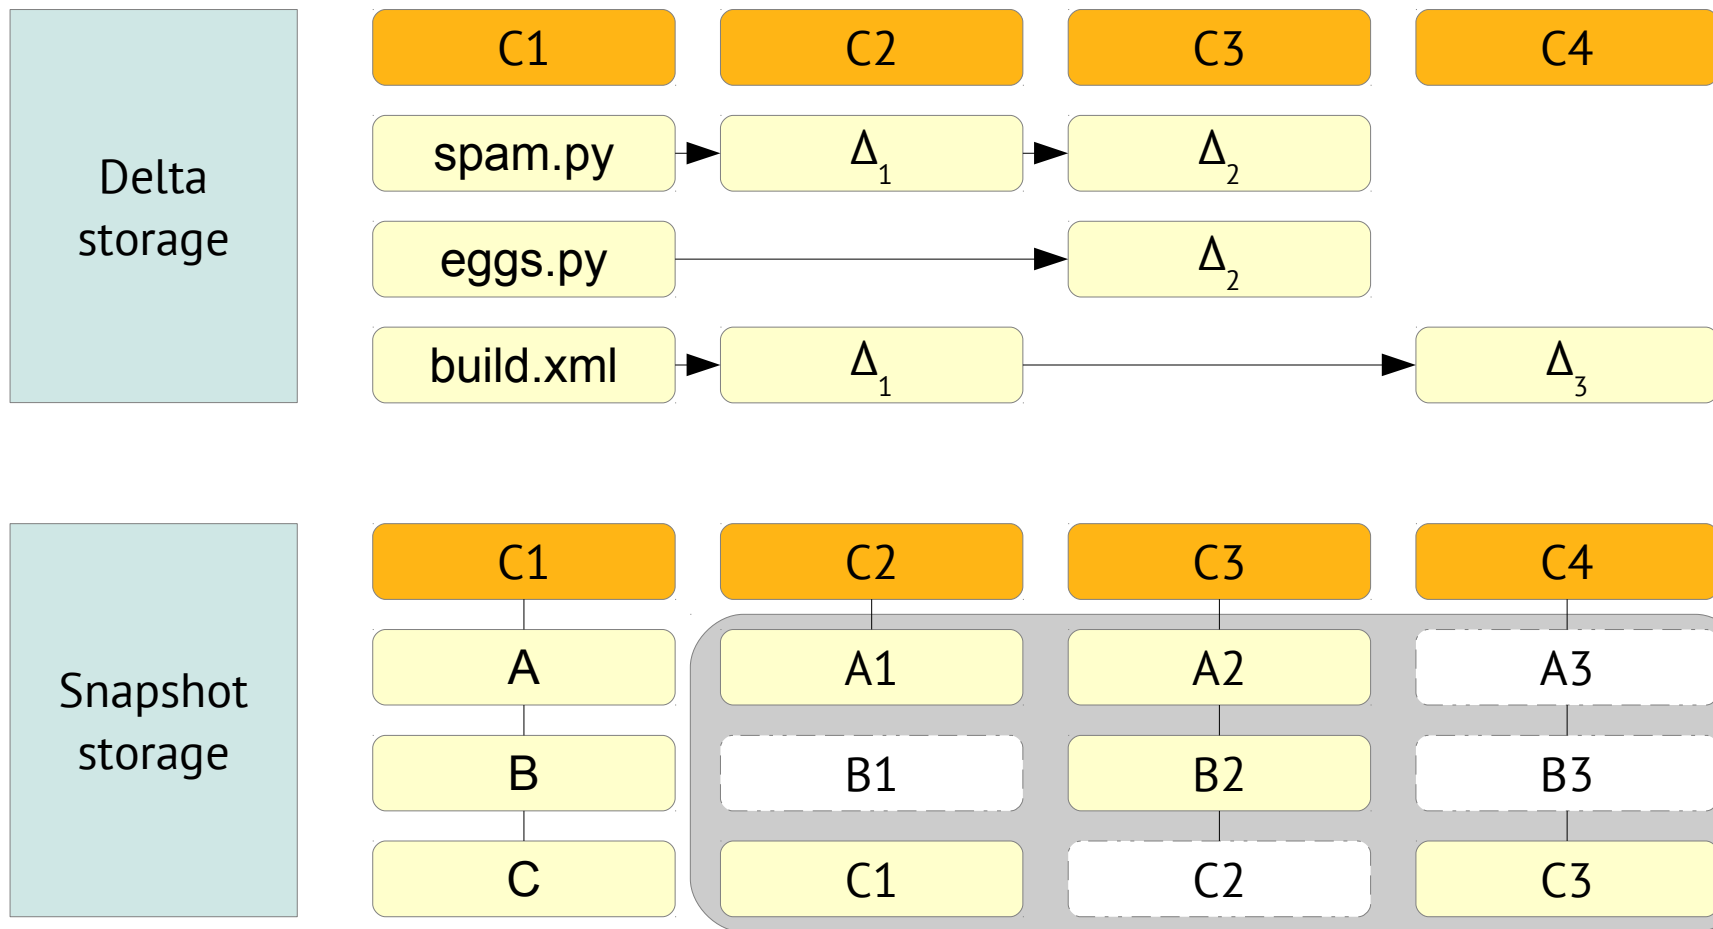 Delta
storage
C1 C2 C3 C4
spam.py Δ1 Δ2
eggs.py Δ2
build.xml Δ1 Δ3
Snapshot
storage
C1 C2 C3 C4
A A1 A2 A3
B B1 B2 B3
C C1 C2 C3